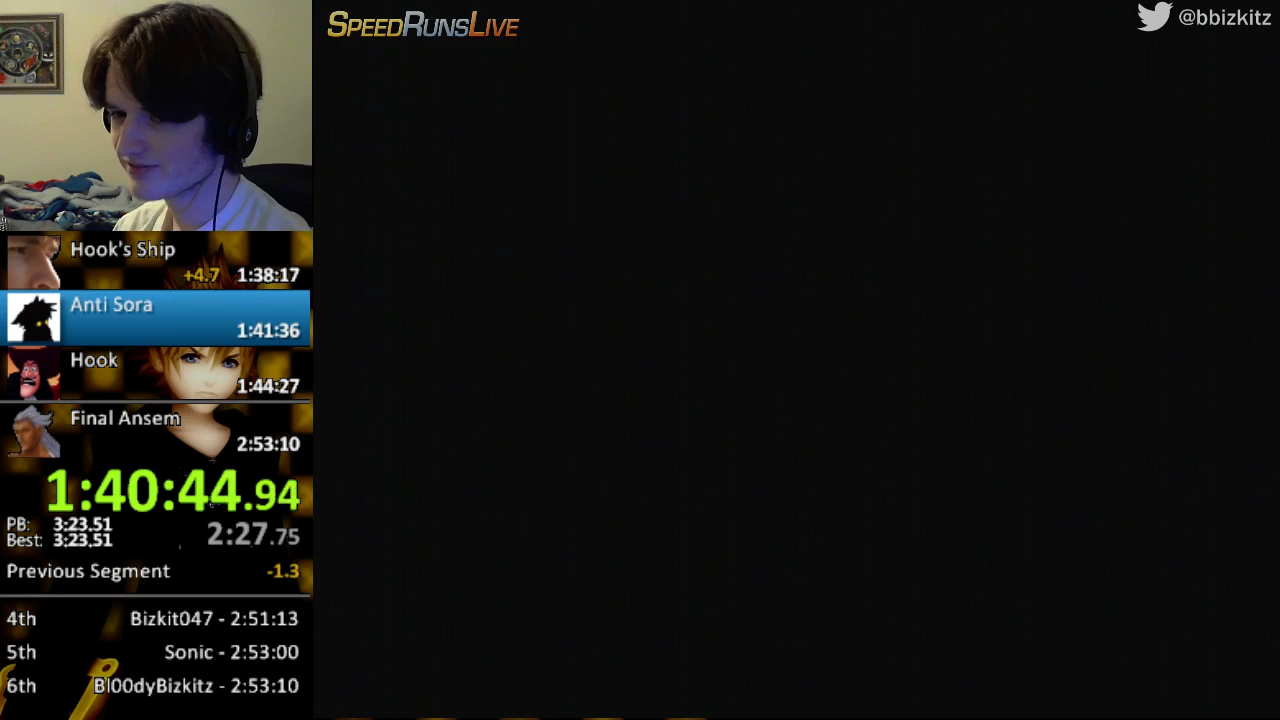 SPEEDRUNSLIVE
@bbizkitz
Hook's Ship
+4.7 1:38:17
Anti Sora
1:41:36
Hook
1:44:27
Final Ansem
2:53:10
1:40:44.94
PB: 3:23.51
Best: 3:23.51
2:27.75
Previous Segment -1.3
4th Bizkit047 - 2:51:13
5th Sonic - 2:53:00
6th Bl00dyBizkitz - 2:53:10